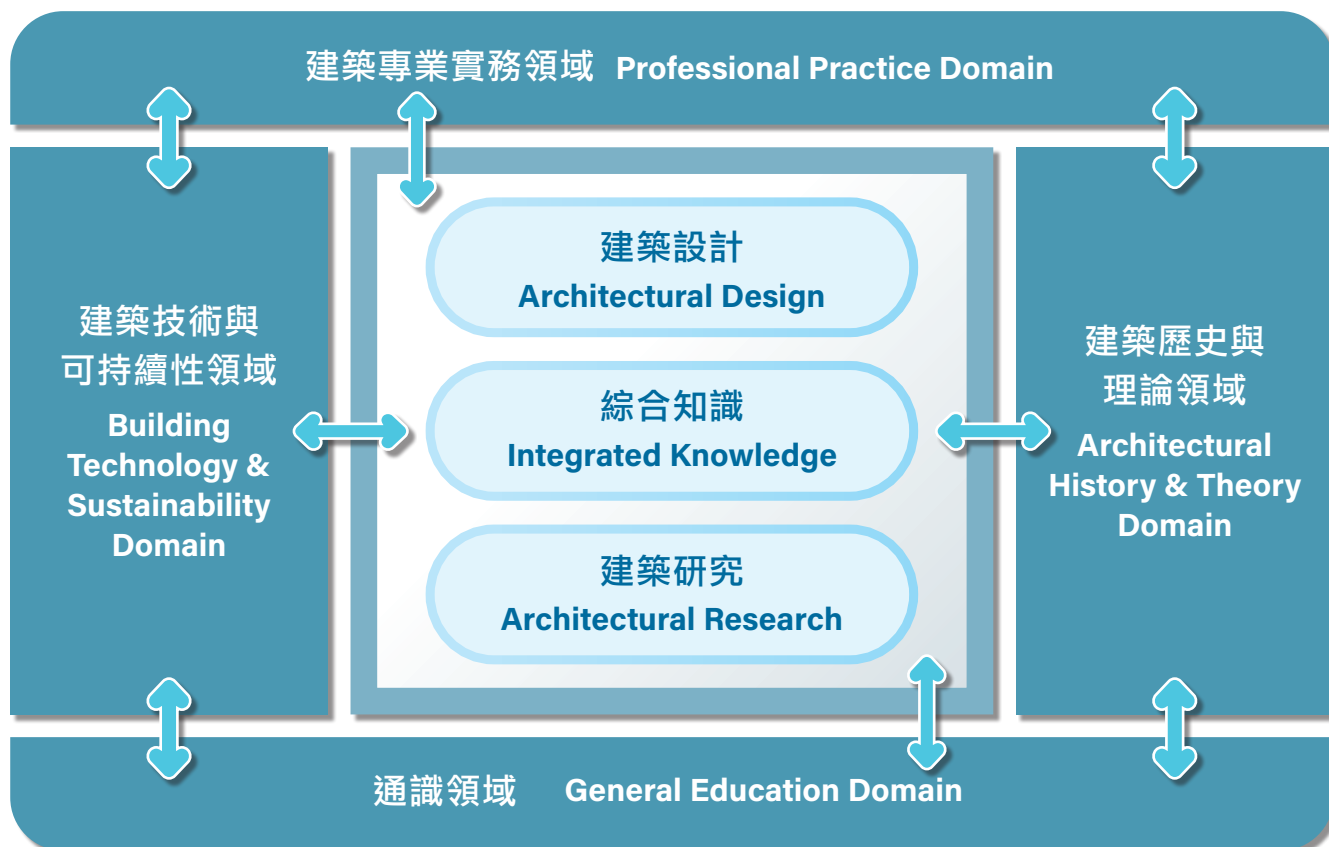 建築專業實務領域 Professional Practice Domain
建築技術與
可持續性領域
Building
Technology &
Sustainability
Domain
建築設計
Architectural Design
綜合知識
Integrated Knowledge
建築研究
Architectural Research
建築歷史與
理論領域
Architectural
History & Theory
Domain
通識領域 General Education Domain